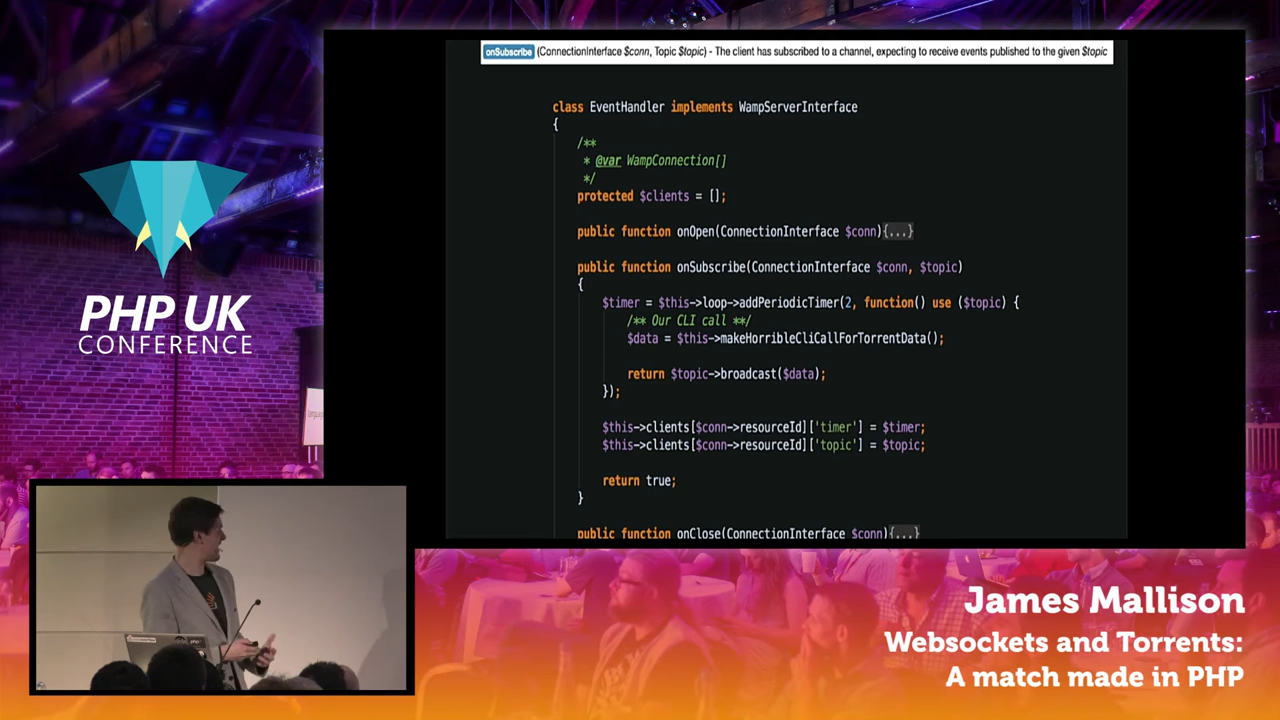 onSubscribe (ConnectionInterface $conn, Topic $topic) - The client has subscribed to a channel, expecting to receive events published to the given $topic
class EventHandler implements WampServerInterface
{
/**
* @var WampConnection[]
*/
protected $clients = [];
public function onOpen(ConnectionInterface $conn){...}
public function onSubscribe(ConnectionInterface $conn, $topic)
{
$timer = $this->loop->addPeriodicTimer(2, function() use ($topic) {
/** Our CLI call **/
$data = $this->makeHorribleCliCallForTorrentData();
return $topic->broadcast($data);
});
$this->clients[$conn->resourceId]['timer'] = $timer;
$this->clients[$conn->resourceId]['topic'] = $topic;
return true;
}
public function onClose(ConnectionInterface $conn){...}
PHP UK
CONFERENCE
James Mallison
Websockets and Torrents:
A match made in PHP